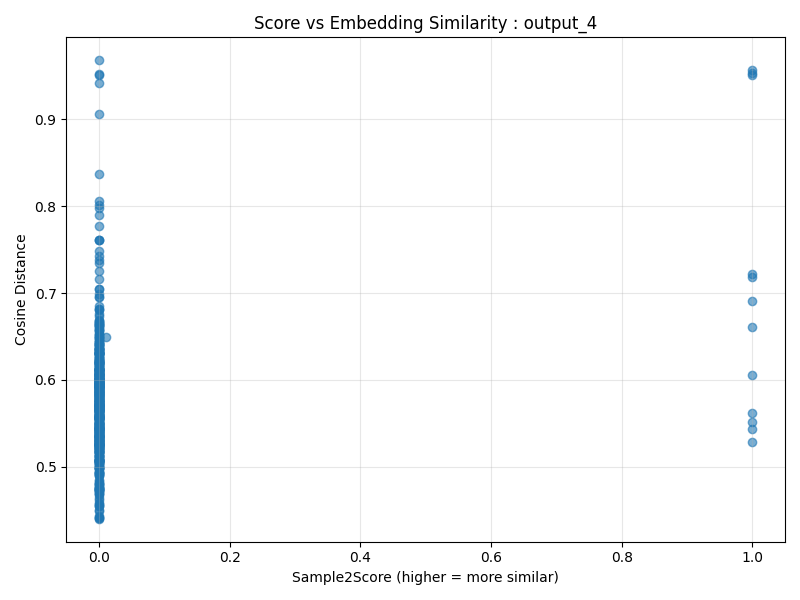 Score vs Embedding Similarity : output_4
Cosine Distance
0.9
0.8
0.7
0.6
0.5
0.0 0.2 0.4 0.6 0.8 1.0
Sample2Score (higher = more similar)